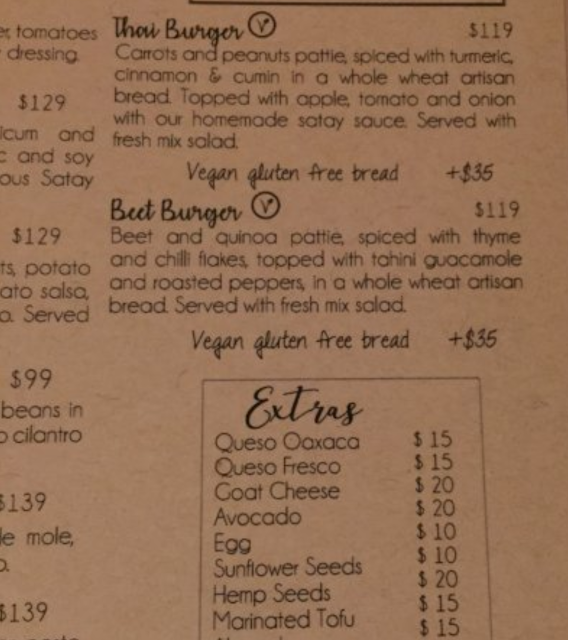 er, tomatoes
dressing.
$129
icum and
c and soy
ous Satay
$129
ts, potato
ato salsa,
a. Served
$99
beans in
o cilantro
$139
le mole,
o.
$139
Thai Burger V $119
Carrots and peanuts pattie, spiced with turmeric,
cinnamon & cumin in a whole wheat artisan
bread. Topped with apple, tomato and onion
with our homemade satay sauce. Served with
fresh mix salad.
Vegan gluten free bread +$35
Beet Burger V $119
Beet and quinoa pattie, spiced with thyme
and chilli flakes, topped with tahini guacamole
and roasted peppers, in a whole wheat artisan
bread. Served with fresh mix salad.
Vegan gluten free bread +$35
Extras
Queso Oaxaca $15
Queso Fresco $15
Goat Cheese $20
Avocado $20
Egg $10
Sunflower Seeds $10
Hemp Seeds $20
Marinated Tofu $15
$15